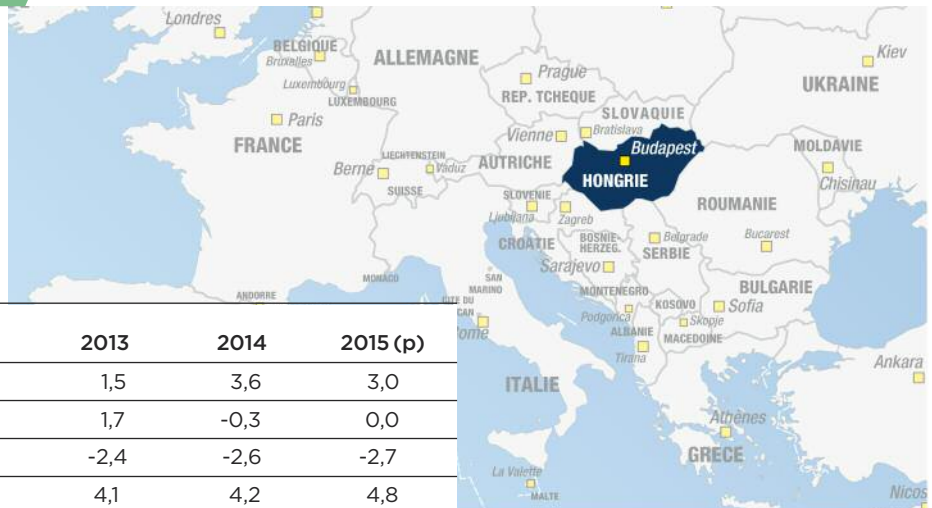 Londres
BELGIQUE
Bruxelles
ALLEMAGNE
Kiev
UKRAINE
Prague
REP. TCHEQUE
Luxembourg
LUXEMBOURG
SLOVAQUIE
Paris
FRANCE
Vienne
Bratislava
Budapest
MOLDAVIE
Chisinau
LIECHTENSTEIN
Vaduz
Berne
SUISSE
AUTRICHE
HONGRIE
SLOVENIE
Ljubljana
Zagreb
ROUMANIE
CROATIE
BOSNIE-
HERZEG.
Belgrade
SERBIE
Bucarest
Sarajevo
MONACO
SAN
MARINO
MONTENEGRO
Podgorica
KOSOVO
Sofia
BULGARIE
ANDORRE
CITE DU
Skopje
MACEDOINE
ALBANIE
Tirana
Ankara
ITALIE
Athènes
GRECE
La Valette
MALTE
2013 2014 2015 (p)
1,5 3,6 3,0
1,7 -0,3 0,0
-2,4 -2,6 -2,7
4,1 4,2 4,8